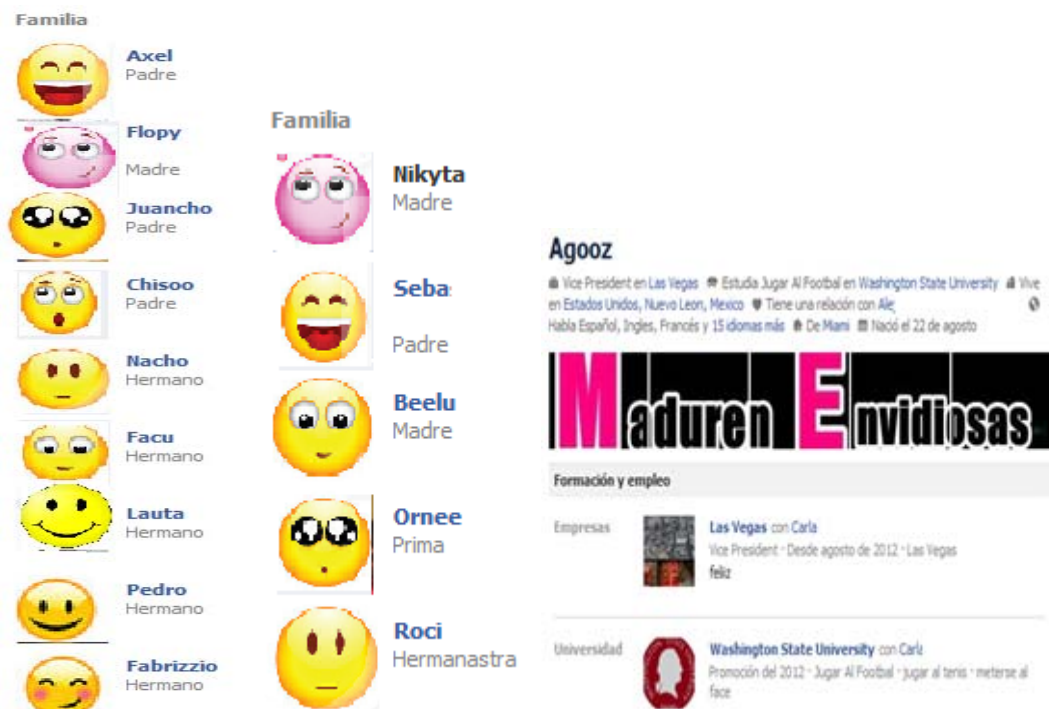 Familia
Axel
Padre
Flopy
Madre
Juancho
Padre
Chisoo
Padre
Nacho
Hermano
Facu
Hermano
Lauta
Hermano
Pedro
Hermano
Fabrizzio
Hermano
Familia
Nikyta
Madre
Seba
Padre
Beelu
Madre
Ornee
Prima
Roci
Hermanastra
Agooz
Vice President en Las Vegas Estudia Jugar Al Footbal en Washington State University Vive
en Estados Unidos, Nuevo Leon, Mexico Tiene una relación con Ale
Habla Español, Ingles, Francés y 15 idiomas más De Miami Nació el 22 de agosto
Maduren Envidiosas
Formación y empleo
Empresas
Las Vegas con Carla
Vice President · Desde agosto de 2012 · Las Vegas
feliz
Universidad
Washington State University con Carla
Promoción del 2012 · Jugar Al Footbal · jugar al tenis · meterse al
face